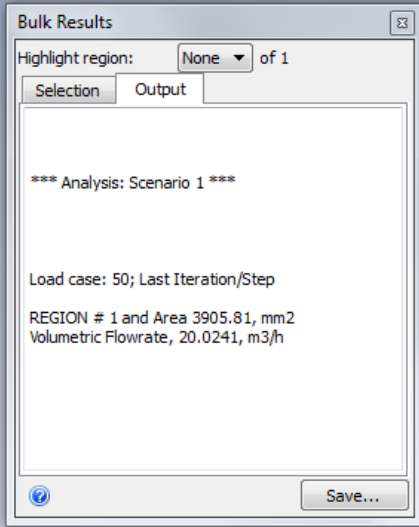 Bulk Results
Highlight region: None of 1
Selection Output
*** Analysis: Scenario 1 ***
Load case: 50; Last Iteration/Step
REGION # 1 and Area 3905.81, mm2
Volumetric Flowrate, 20.0241, m3/h
Save...